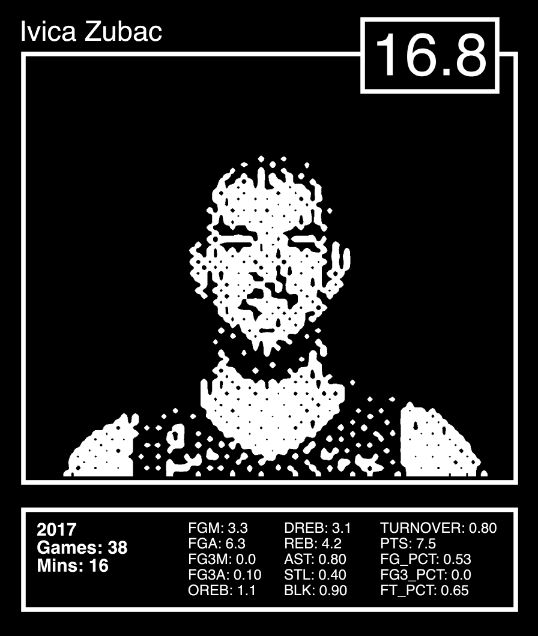 Ivica Zubac
16.8
2017
Games: 38
Mins: 16
FGM: 3.3
FGA: 6.3
FG3M: 0.0
FG3A: 0.10
OREB: 1.1
DREB: 3.1
REB: 4.2
AST: 0.80
STL: 0.40
BLK: 0.90
TURNOVER: 0.80
PTS: 7.5
FG_PCT: 0.53
FG3_PCT: 0.0
FT_PCT: 0.65